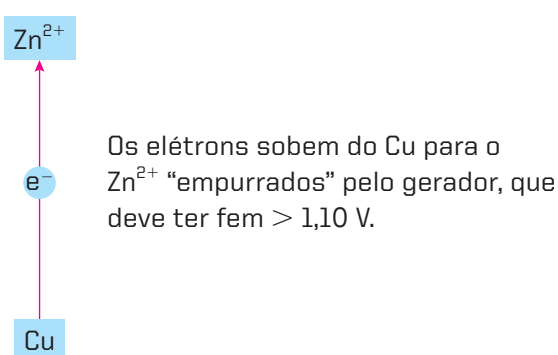 Zn²⁺
e⁻
Os elétrons sobem do Cu para o
Zn²⁺ “empurrados” pelo gerador, que
deve ter fem > 1,10 V.
Cu